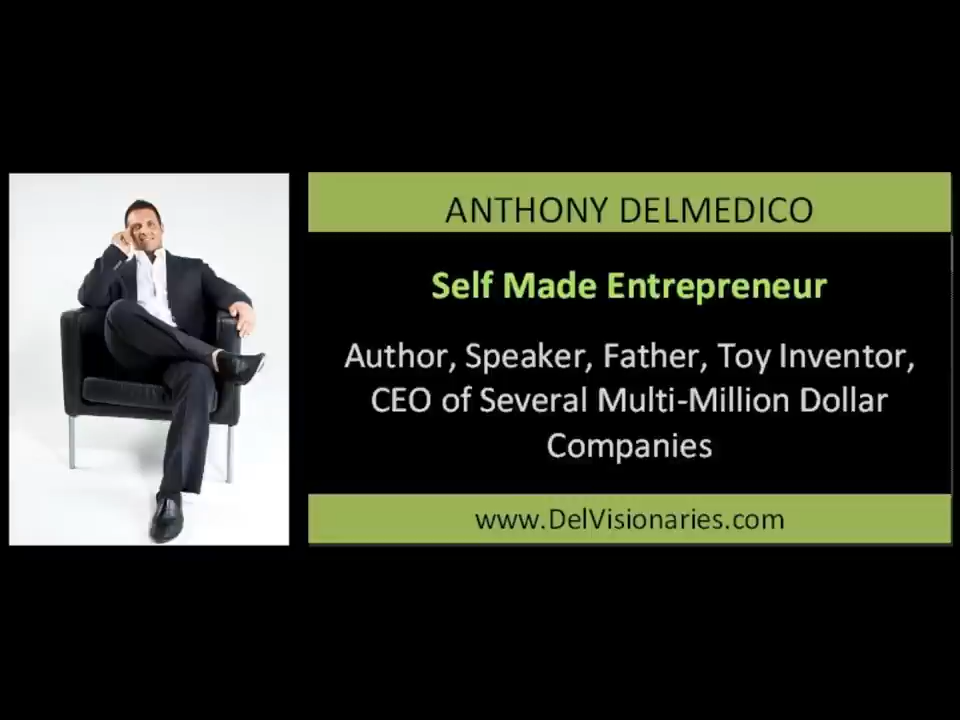 ANTHONY DELMEDICO
Self Made Entrepreneur
Author, Speaker, Father, Toy Inventor,
CEO of Several Multi-Million Dollar
Companies
www.DelVisionaries.com